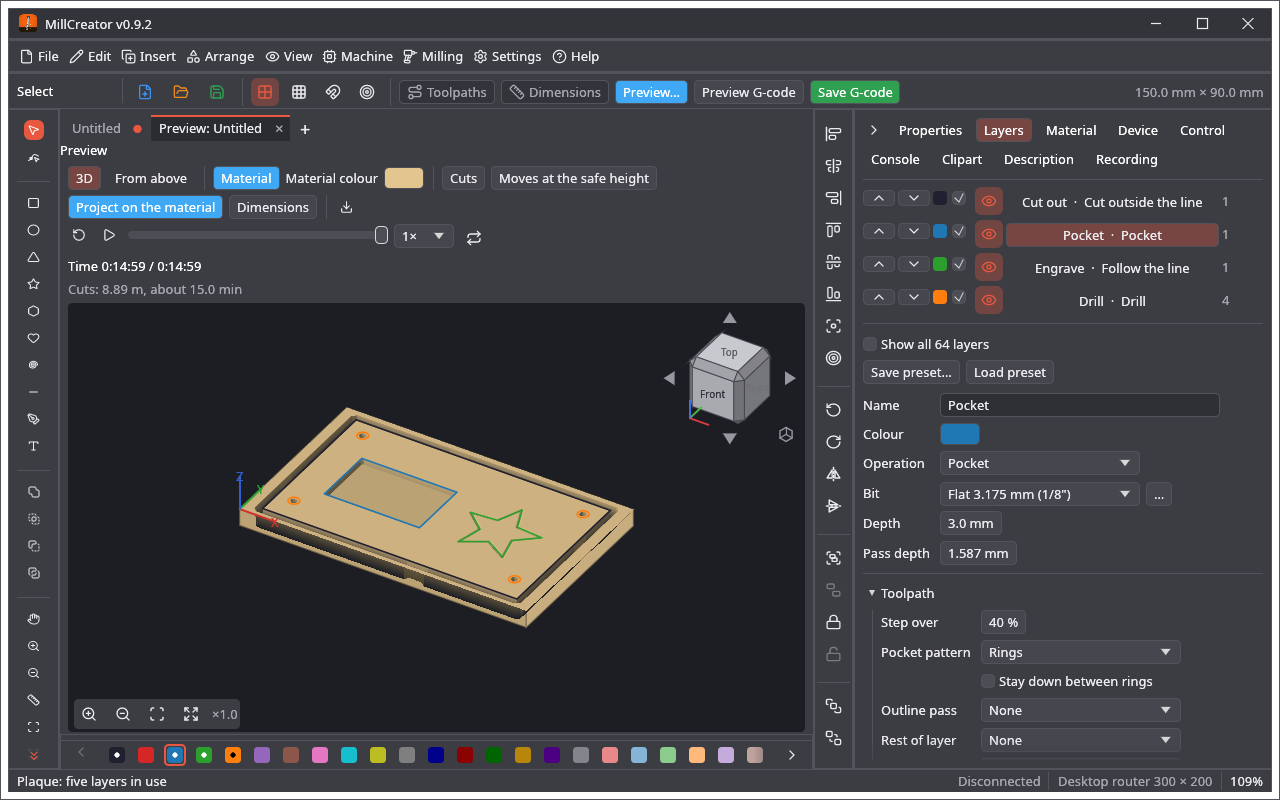 MillCreator v0.9.2
File Edit Insert Arrange View Machine Milling Settings Help
Select Toolpaths Dimensions Preview... Preview G-code Save G-code 150.0 mm × 90.0 mm
Untitled Preview: Untitled × +
Preview
3D From above Material Material colour Cuts Moves at the safe height
Project on the material Dimensions
1×
Time 0:14:59 / 0:14:59
Cuts: 8.89 m, about 15.0 min
Top
Front
Z
Y
X
×1.0
Properties Layers Material Device Control
Console Clipart Description Recording
Cut out · Cut outside the line 1
Pocket · Pocket 1
Engrave · Follow the line 1
Drill · Drill 4
Show all 64 layers
Save preset... Load preset
Name Pocket
Colour
Operation Pocket
Bit Flat 3.175 mm (1/8") ...
Depth 3.0 mm
Pass depth 1.587 mm
Toolpath
Step over 40 %
Pocket pattern Rings
Stay down between rings
Outline pass None
Rest of layer None
Plaque: five layers in use Disconnected Desktop router 300 × 200 109%